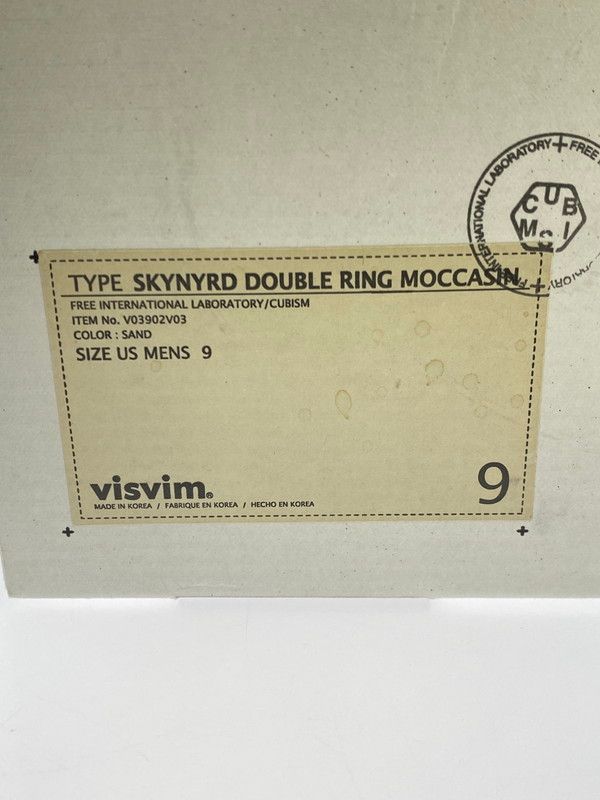 TYPE SKYNYRD DOUBLE RING MOCCASIN
FREE INTERNATIONAL LABORATORY/CUBISM
ITEM No. V03902V03
COLOR : SAND
SIZE US MENS 9
visvim®
9
MADE IN KOREA / FABRIQUE EN KOREA / HECHO EN KOREA
INTERNATIONAL LABORATORY+FREE
CUB
MSI